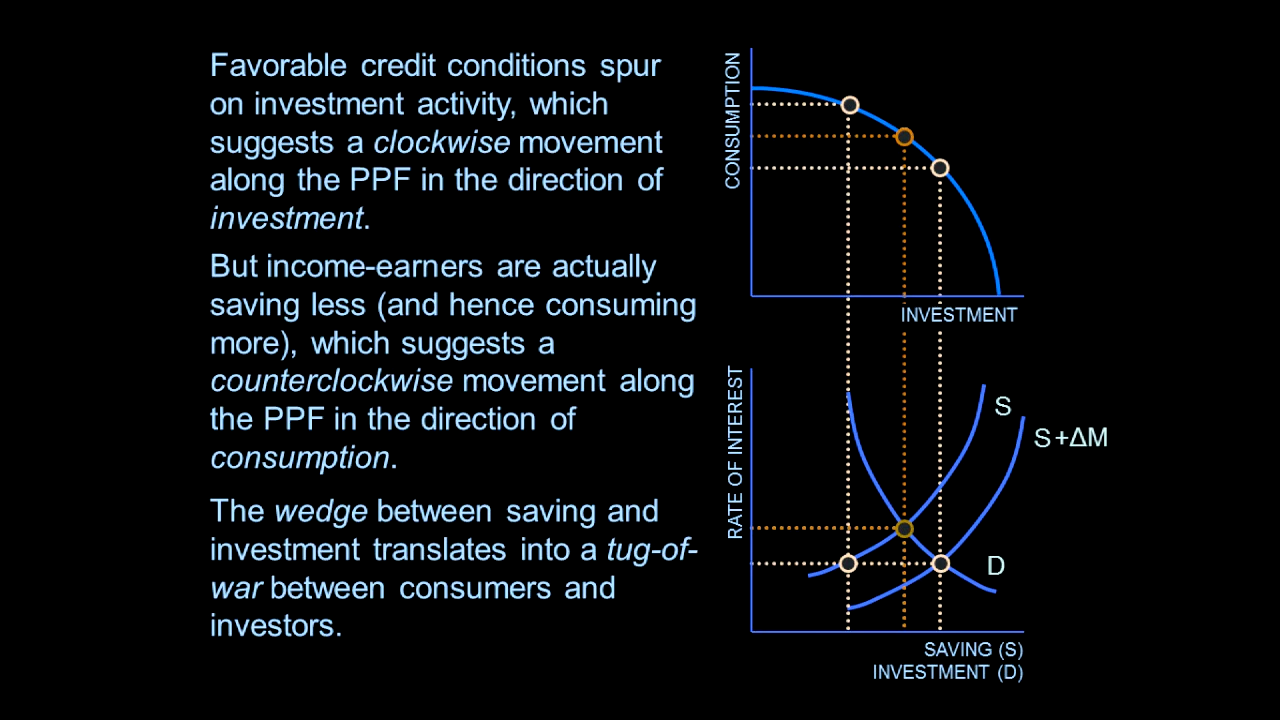 Favorable credit conditions spur
on investment activity, which
suggests a clockwise movement
along the PPF in the direction of
investment.
But income-earners are actually
saving less (and hence consuming
more), which suggests a
counterclockwise movement along
the PPF in the direction of
consumption.
The wedge between saving and
investment translates into a tug-of-
war between consumers and
investors.
CONSUMPTION
INVESTMENT
RATE OF INTEREST
S
S+ΔM
D
SAVING (S)
INVESTMENT (D)